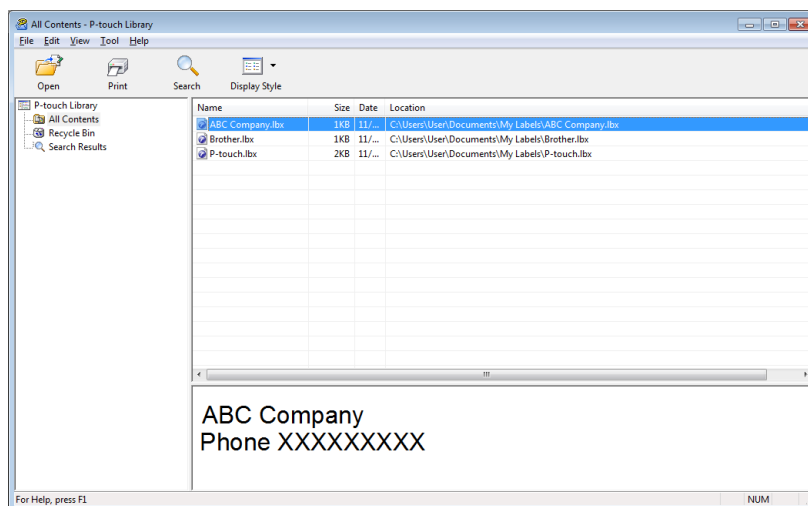 All Contents - P-touch Library
File Edit View Tool Help
Open Print Search Display Style
P-touch Library
All Contents
Recycle Bin
Search Results
Name Size Date Location
ABC Company.lbx 1KB 11/... C:\Users\User\Documents\My Labels\ABC Company.lbx
Brother.lbx 1KB 11/... C:\Users\User\Documents\My Labels\Brother.lbx
P-touch.lbx 2KB 11/... C:\Users\User\Documents\My Labels\P-touch.lbx
ABC Company
Phone XXXXXXXXX
For Help, press F1 NUM